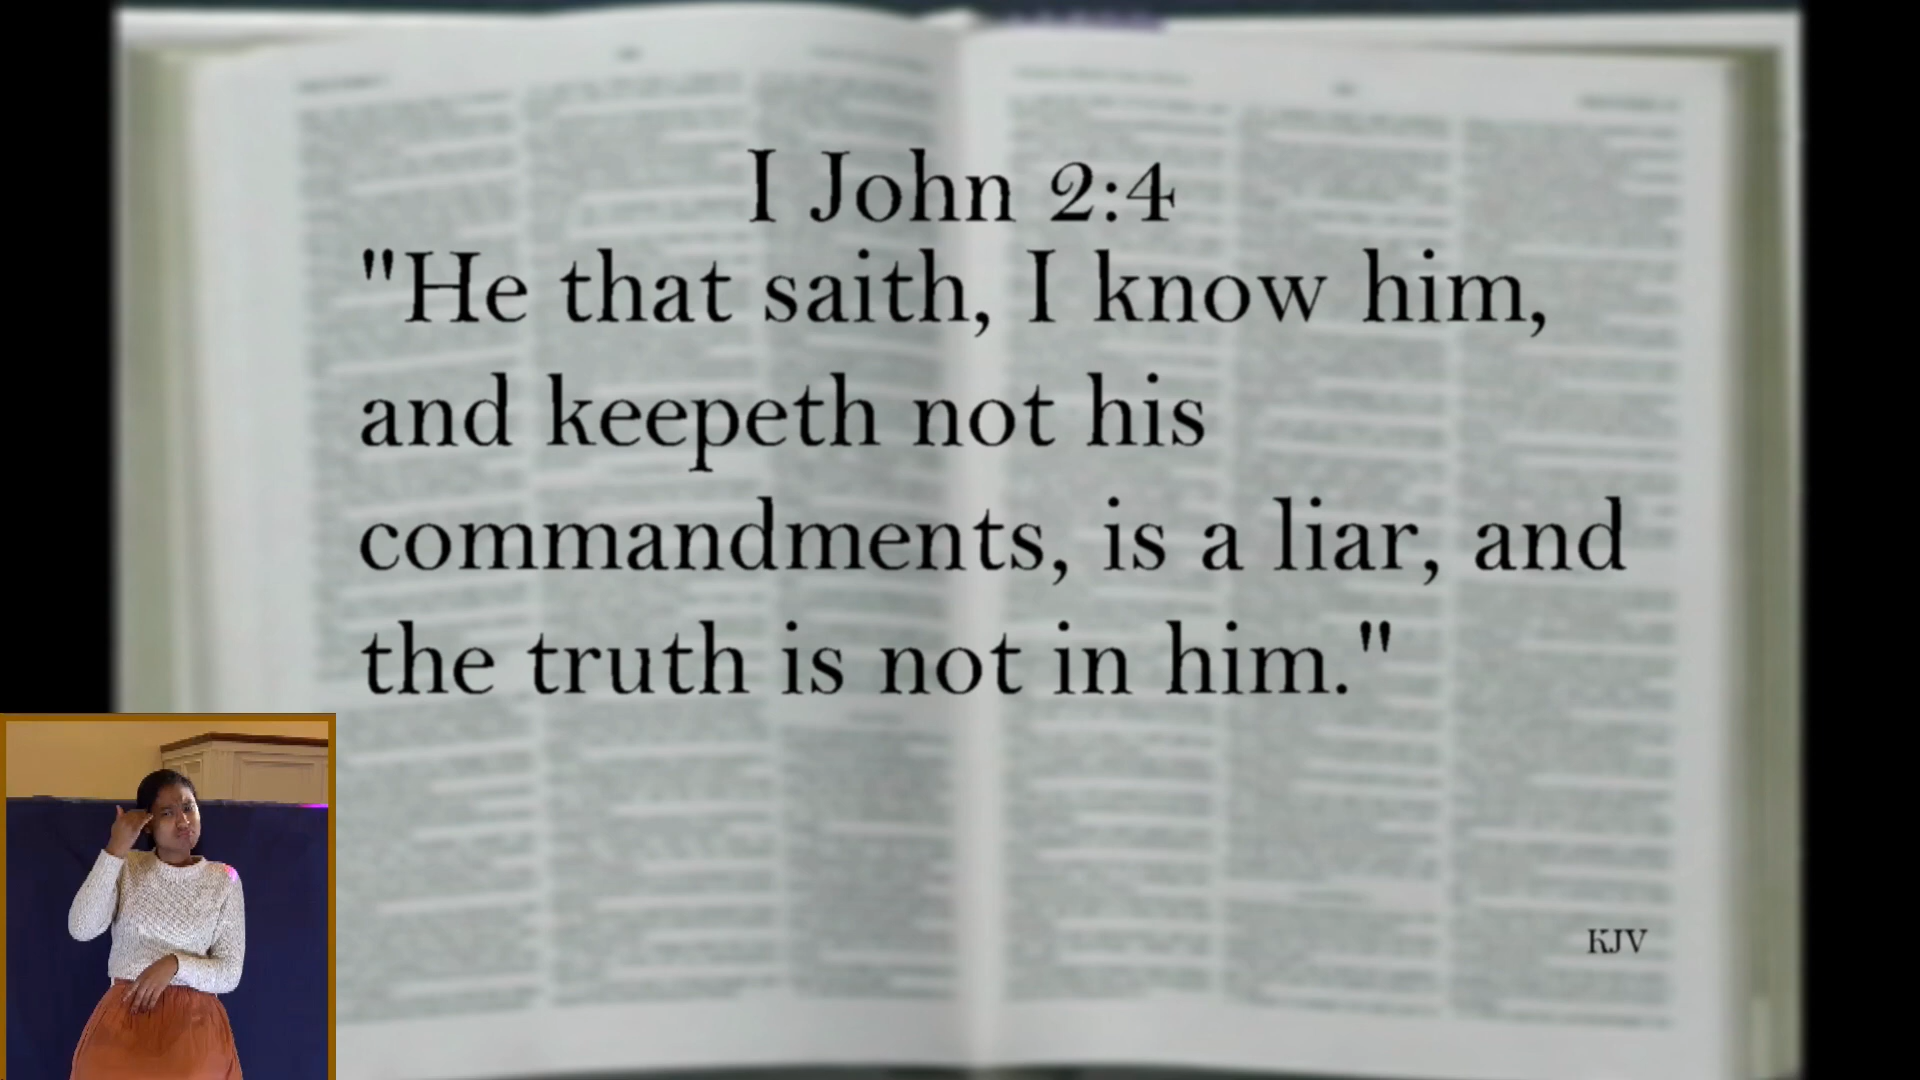 I John 2:4
"He that saith, I know him,
and keepeth not his
commandments, is a liar, and
the truth is not in him."
KJV